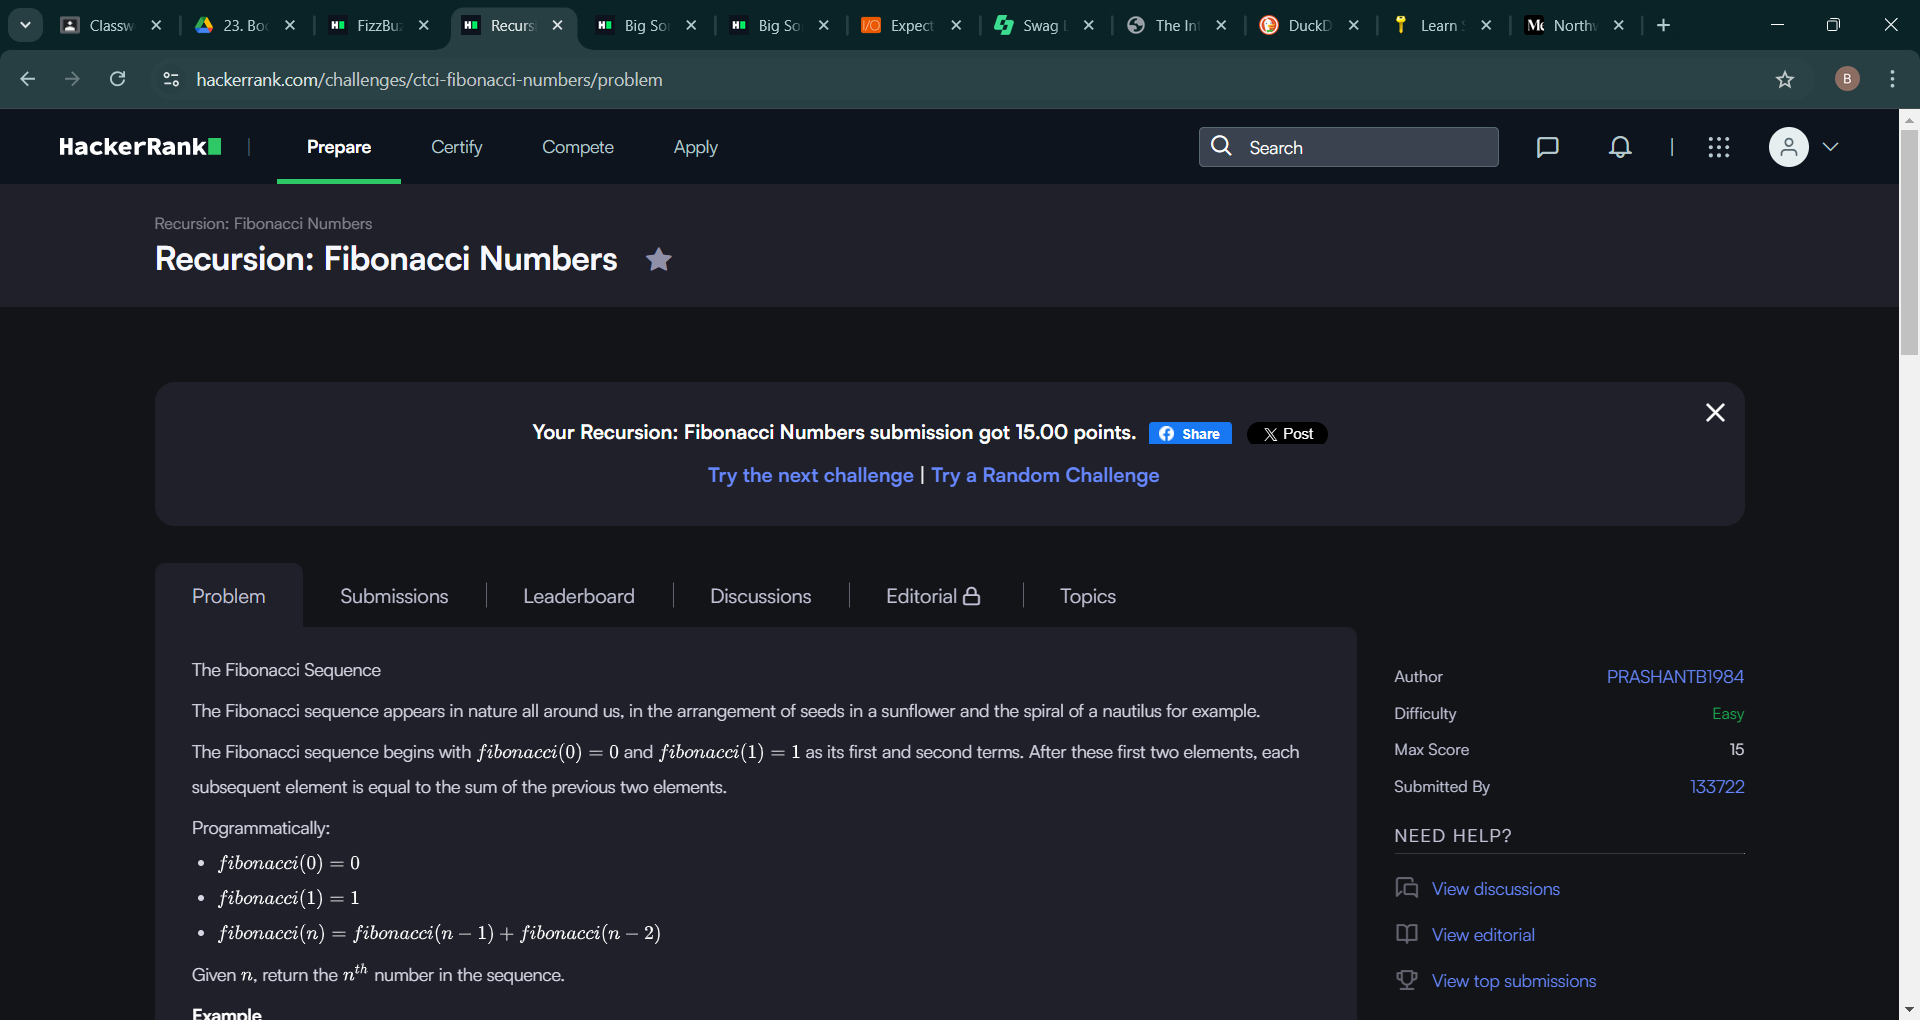 Classw
23. Bo
FizzBu
Recurs
Big So
Big So
I/O Expect
Swag
The In
DuckD
Learn
North
hackerrank.com/challenges/ctci-fibonacci-numbers/problem
B
HackerRank
Prepare
Certify
Compete
Apply
Search
Recursion: Fibonacci Numbers
Recursion: Fibonacci Numbers
Your Recursion: Fibonacci Numbers submission got 15.00 points. Share Post
Try the next challenge | Try a Random Challenge
Problem
Submissions
Leaderboard
Discussions
Editorial
Topics
The Fibonacci Sequence
The Fibonacci sequence appears in nature all around us, in the arrangement of seeds in a sunflower and the spiral of a nautilus for example.
The Fibonacci sequence begins with fibonacci(0) = 0 and fibonacci(1) = 1 as its first and second terms. After these first two elements, each
subsequent element is equal to the sum of the previous two elements.
Programmatically:
• fibonacci(0) = 0
• fibonacci(1) = 1
• fibonacci(n) = fibonacci(n − 1) + fibonacci(n − 2)
Given n, return the nth number in the sequence.
Example
Author PRASHANTB1984
Difficulty Easy
Max Score 15
Submitted By 133722
NEED HELP?
View discussions
View editorial
View top submissions